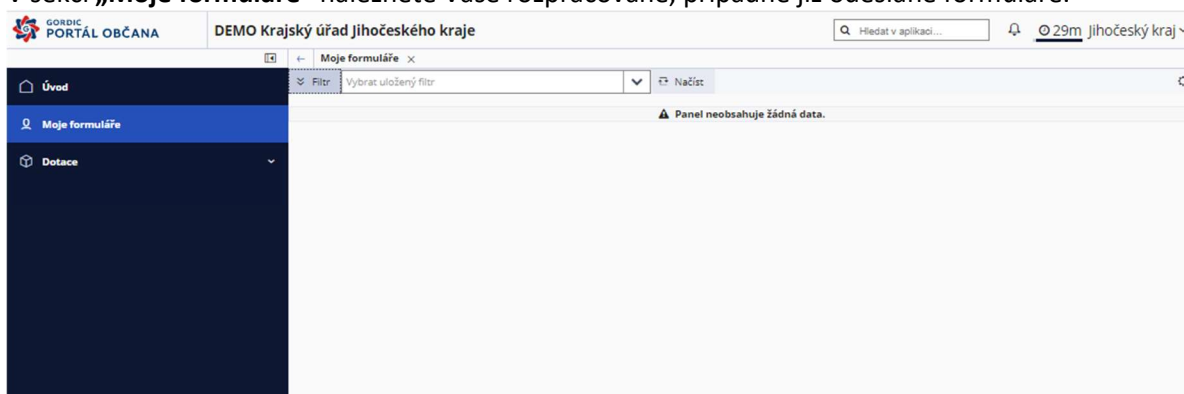 V sekci „Moje formuláře" naleznete Vaše rozpracované, případně již odeslané formuláře.
GORDIC
PORTÁL OBČANA
DEMO Krajský úřad Jihočeského kraje
Hledat v aplikaci...
29m Jihočeský kraj
Moje formuláře
Úvod
Filtr Vybrat uložený filtr Načíst
Panel neobsahuje žádná data.
Moje formuláře
Dotace